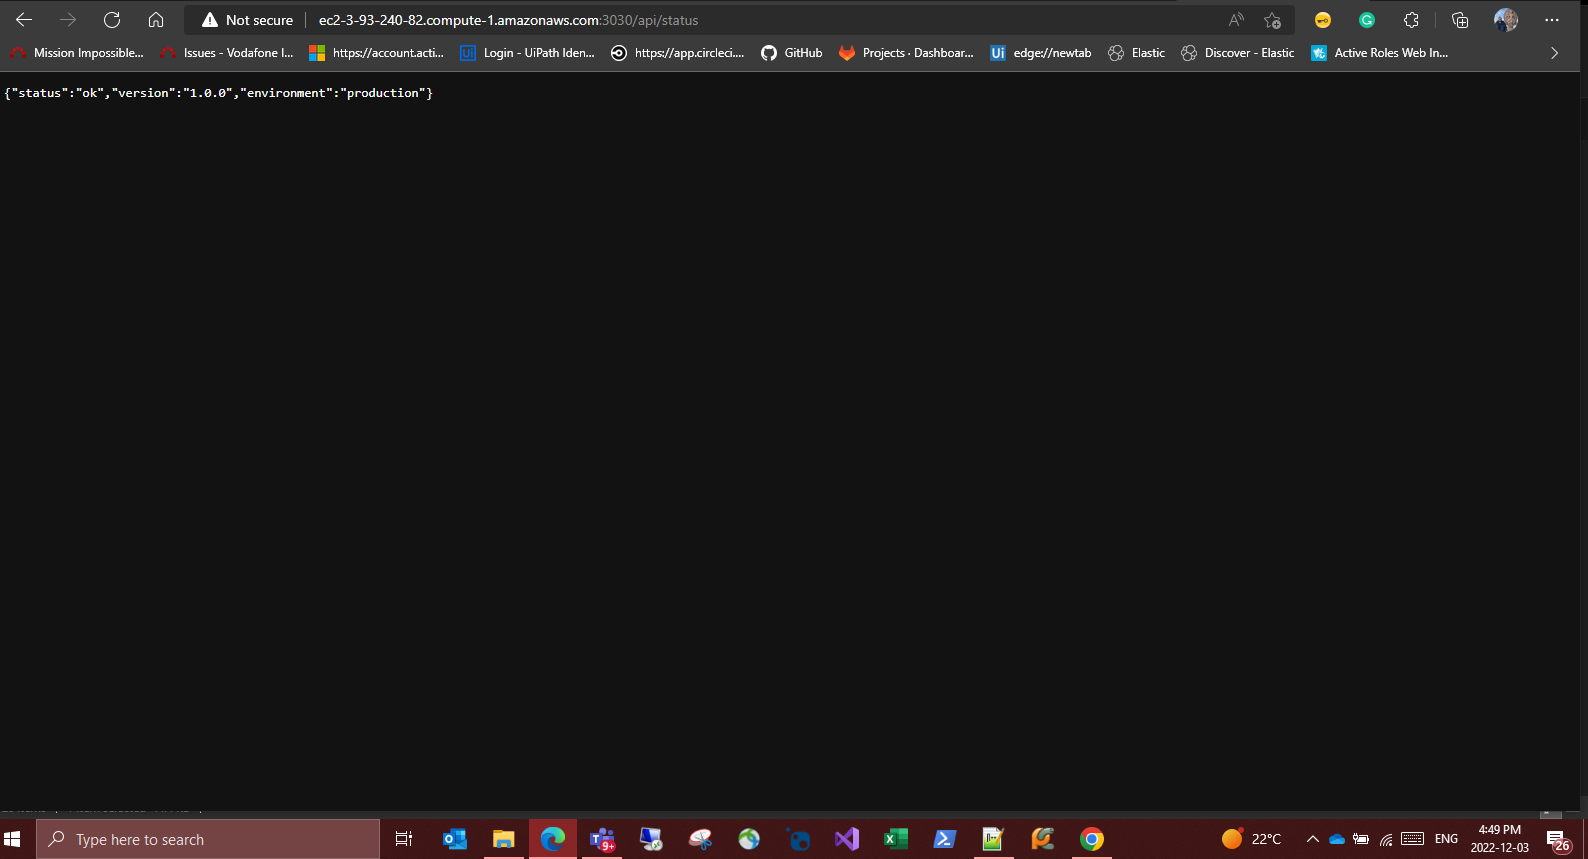 Not secure ec2-3-93-240-82.compute-1.amazonaws.com:3030/api/status
Mission Impossible... Issues - Vodafone I... https://account.acti... Login - UiPath Iden... https://app.circleci.... GitHub Projects · Dashboar... edge://newtab Elastic Discover - Elastic Active Roles Web In...
{"status":"ok","version":"1.0.0","environment":"production"}
Type here to search 9+ 22°C ENG 4:49 PM
2022-12-03 26